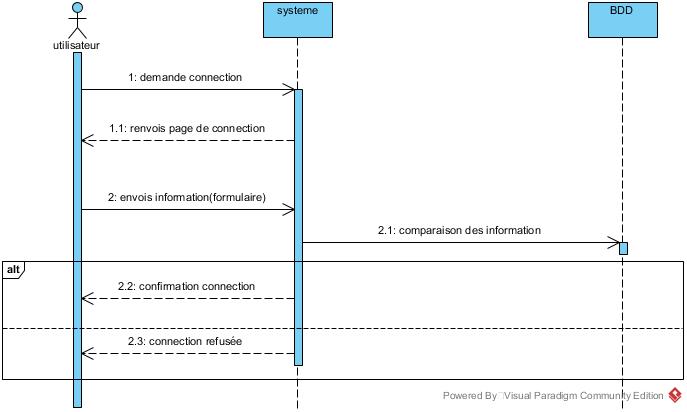 systeme
BDD
utilisateur
1: demande connection
1.1: renvois page de connection
2: envois information(formulaire)
2.1: comparaison des information
alt
2.2: confirmation connection
2.3: connection refusée
Powered By Visual Paradigm Community Edition